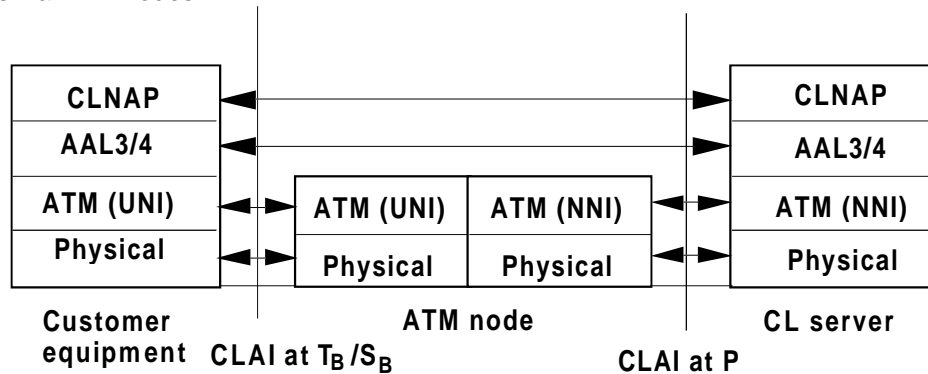 CLNAP CLNAP
AAL3/4 AAL3/4
ATM (UNI) ATM (UNI) ATM (NNI) ATM (NNI)
Physical Physical Physical Physical
Customer equipment ATM node CL server
CLAI at TB/SB CLAI at P